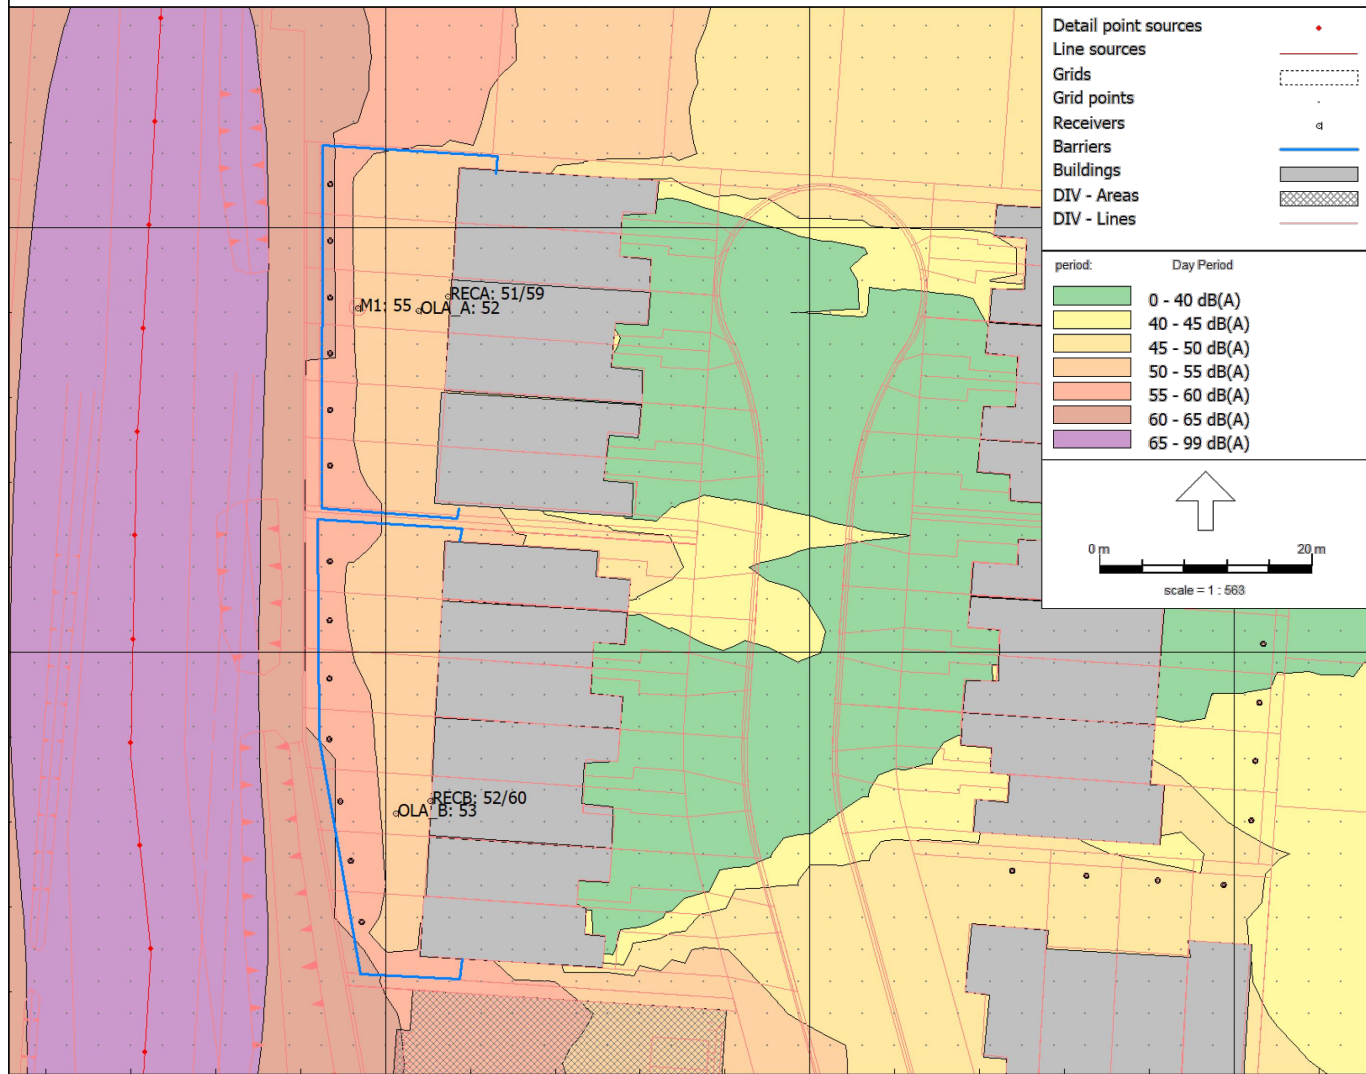 Detail point sources
Line sources
Grids
Grid points
Receivers
Barriers
Buildings
DIV - Areas
DIV - Lines
period: Day Period
0 - 40 dB(A)
40 - 45 dB(A)
45 - 50 dB(A)
50 - 55 dB(A)
55 - 60 dB(A)
60 - 65 dB(A)
65 - 99 dB(A)
0 m 20 m
scale = 1 : 563
RECA: 51/59
M1: 55 OLA_A: 52
RECB: 52/60
OLA_B: 53